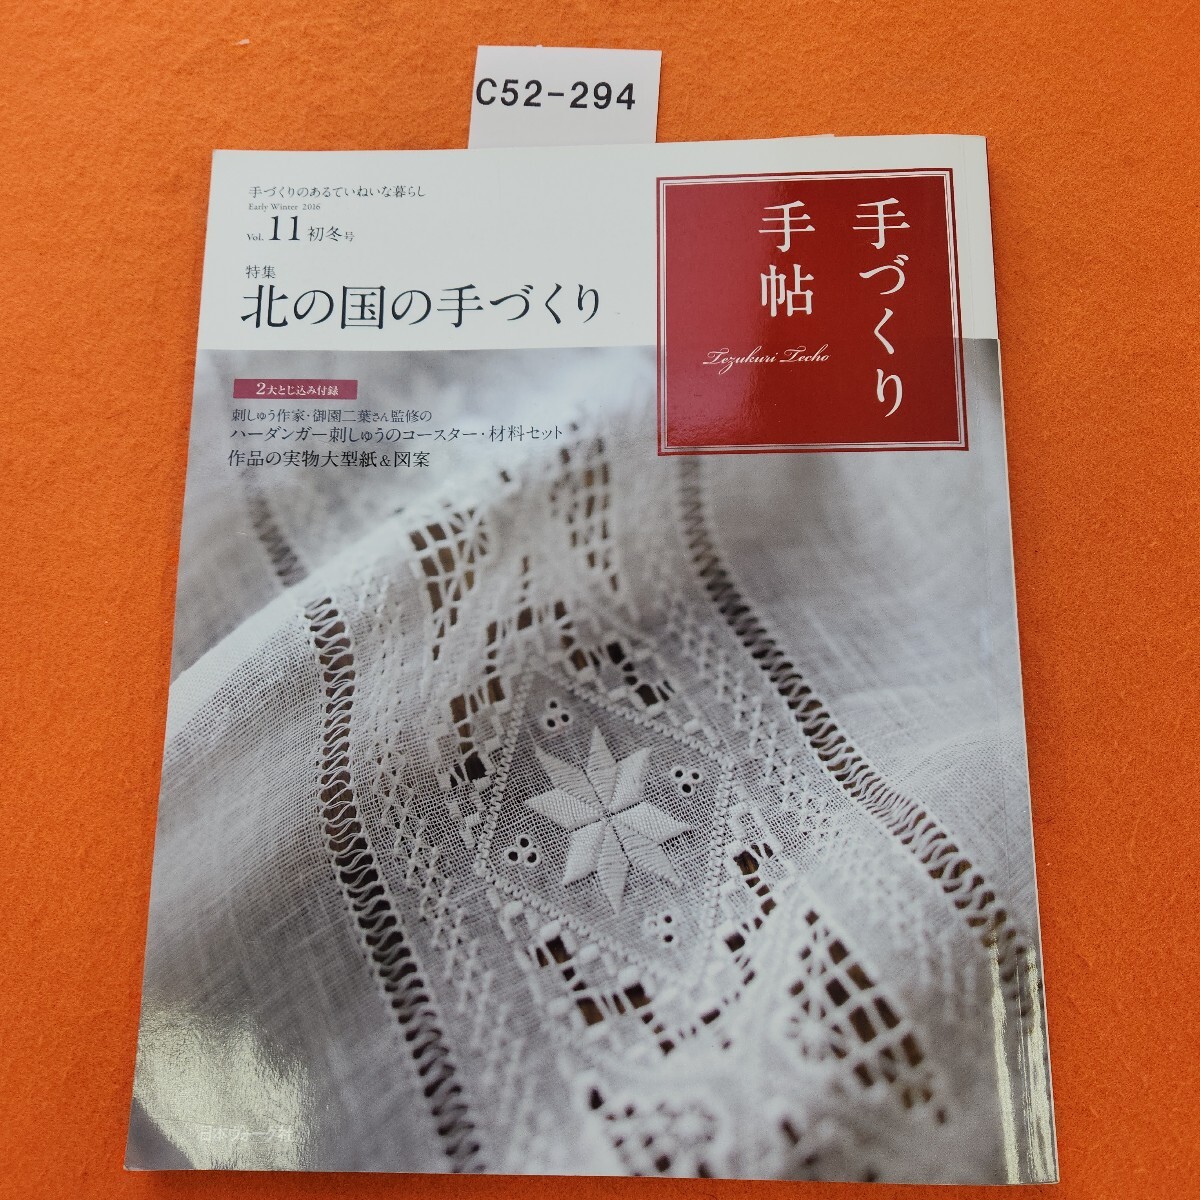 C52-294
手づくりのあるていねいな暮らし
Early Winter 2016
Vol. 11 初冬号
特集
北の国の手づくり
手づくり
手帖
Tezukuri Techo
2大とじ込み付録
刺しゅう作家・御園二葉さん監修の
ハーダンガー刺しゅうのコースター・材料セット
作品の実物大型紙&図案
日本ヴォーグ社